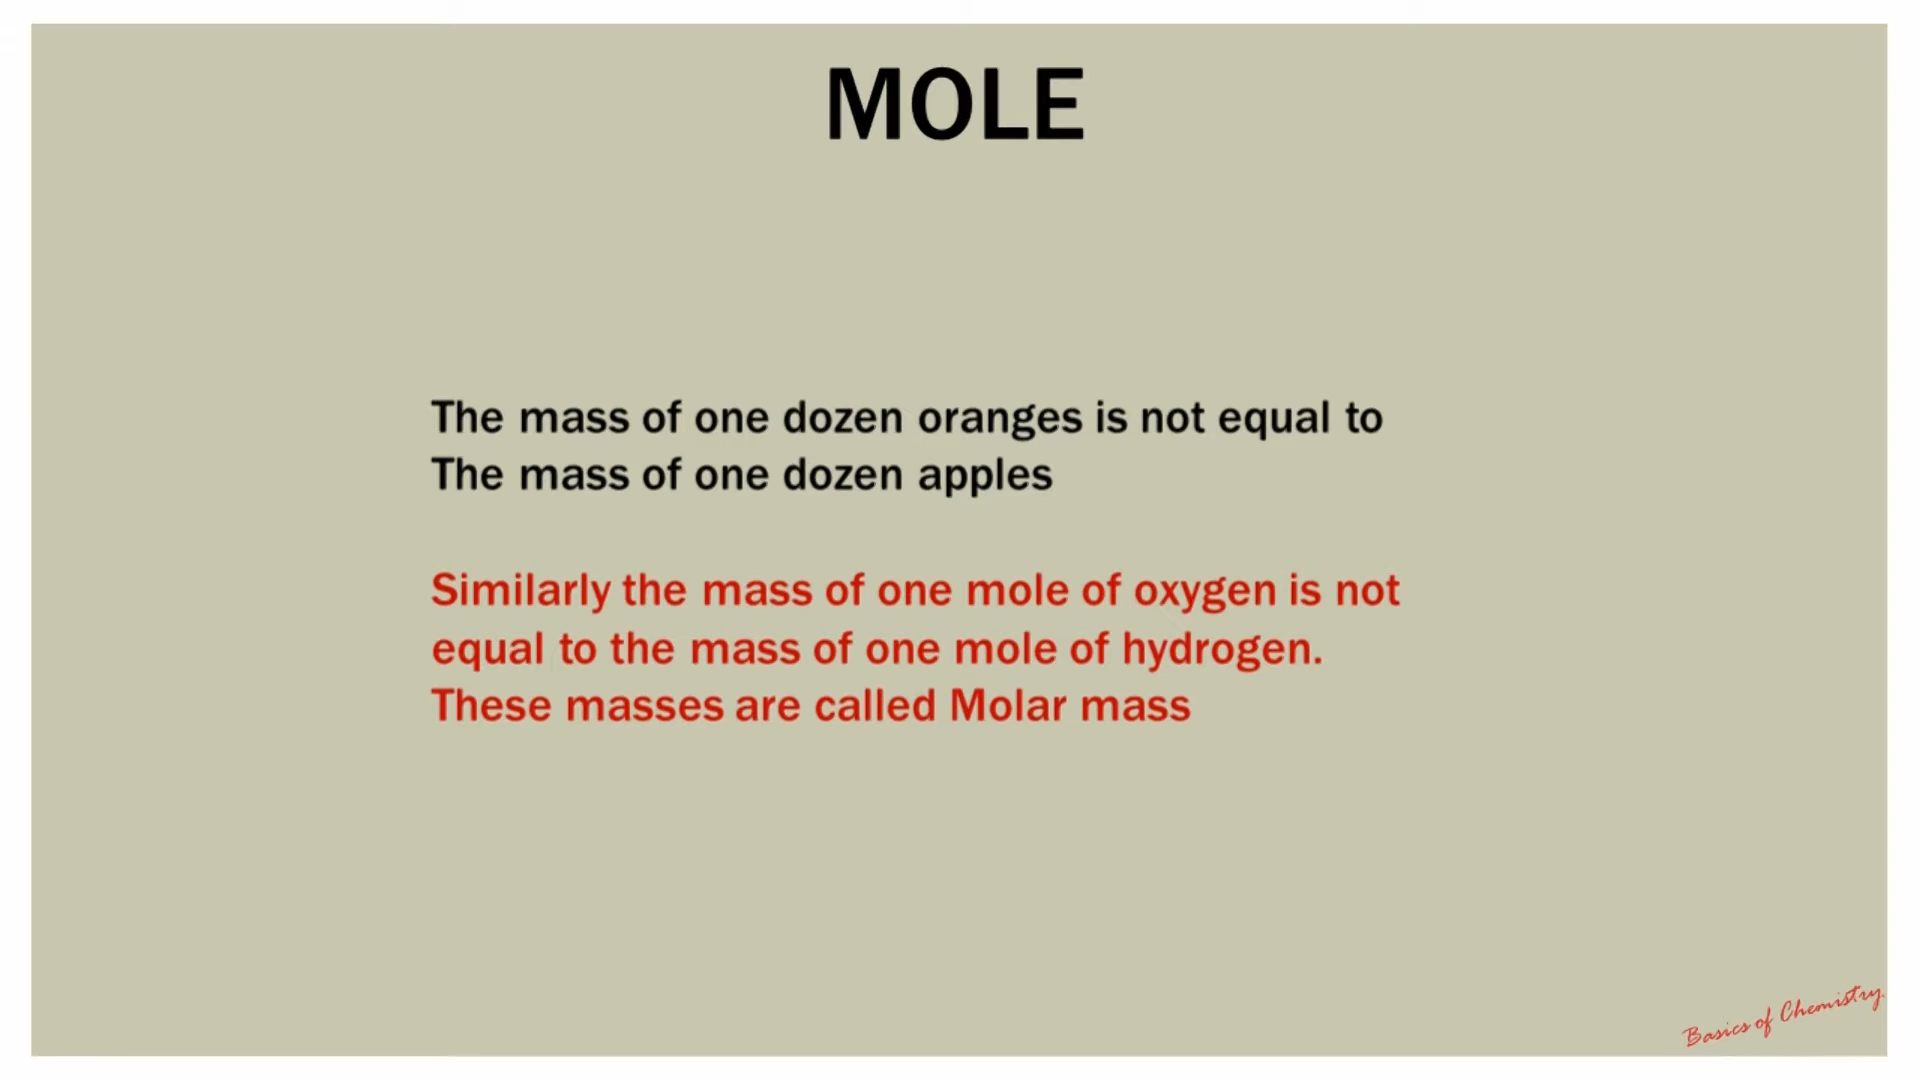 MOLE
The mass of one dozen oranges is not equal to
The mass of one dozen apples
Similarly the mass of one mole of oxygen is not
equal to the mass of one mole of hydrogen.
These masses are called Molar mass
Basics of Chemistry.